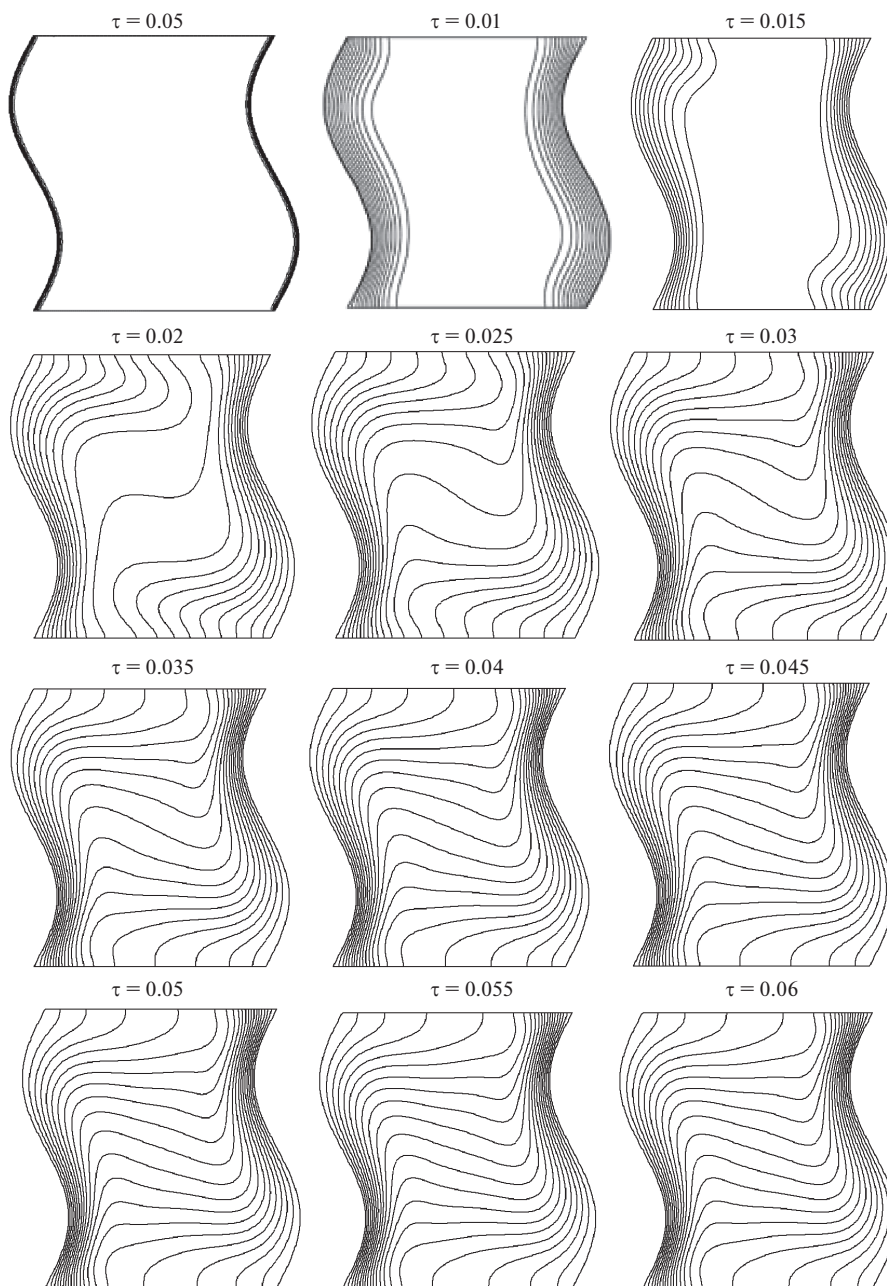 τ = 0.05
τ = 0.01
τ = 0.015
τ = 0.02
τ = 0.025
τ = 0.03
τ = 0.035
τ = 0.04
τ = 0.045
τ = 0.05
τ = 0.055
τ = 0.06